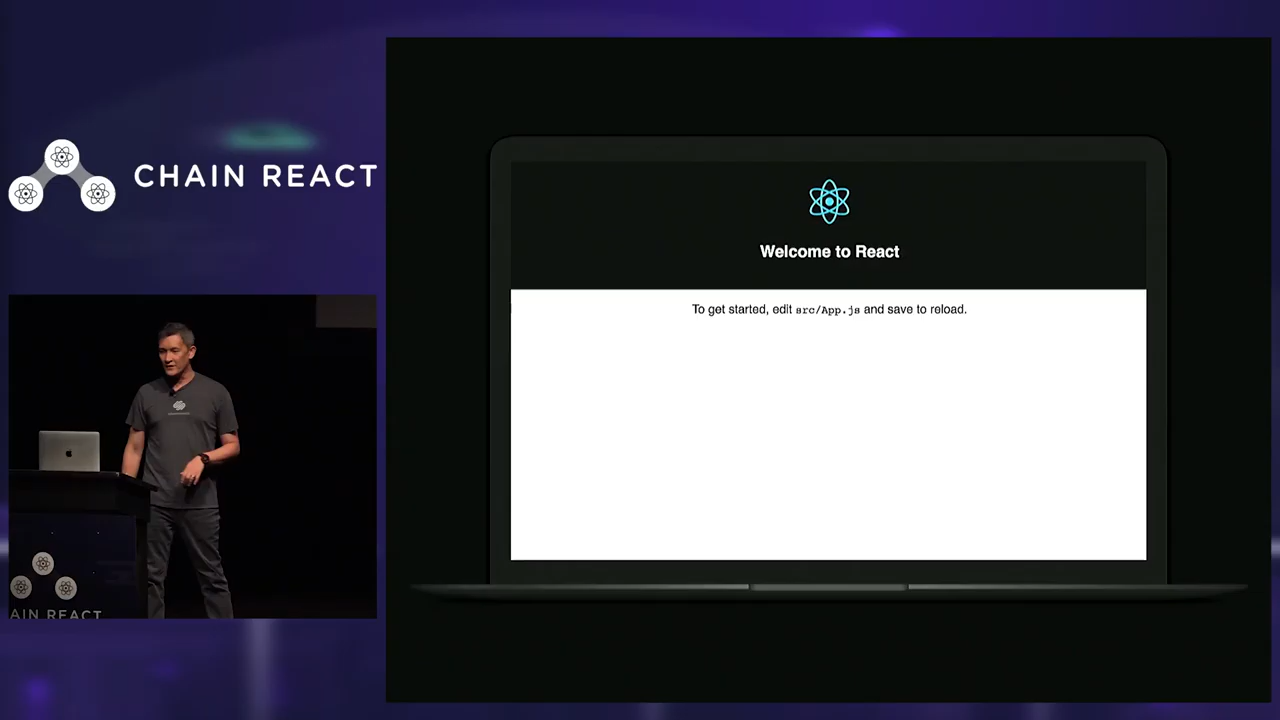 CHAIN REACT
Welcome to React
To get started, edit src/App.js and save to reload.
AIN REACT